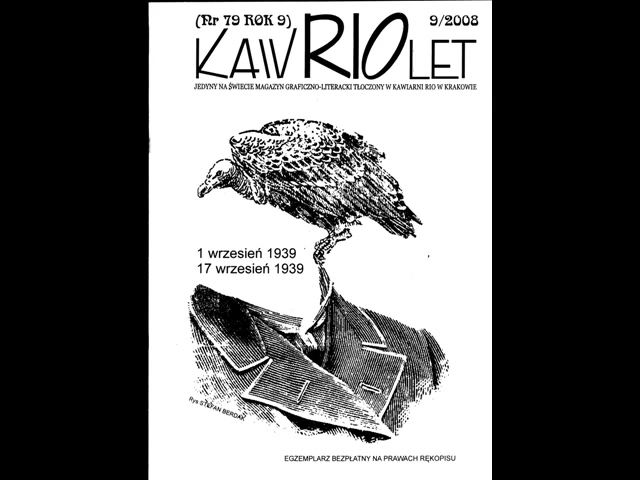 (Nr 79 ROK 9) 9/2008
KAWRIOLET
JEDYNY NA ŚWIECIE MAGAZYN GRAFICZNO-LITERACKI TŁOCZONY W KAWIARNI RIO W KRAKOWIE
1 wrzesień 1939
17 wrzesień 1939
Rys STEFAN BERDAK
EGZEMPLARZ BEZPŁATNY NA PRAWACH RĘKOPISU